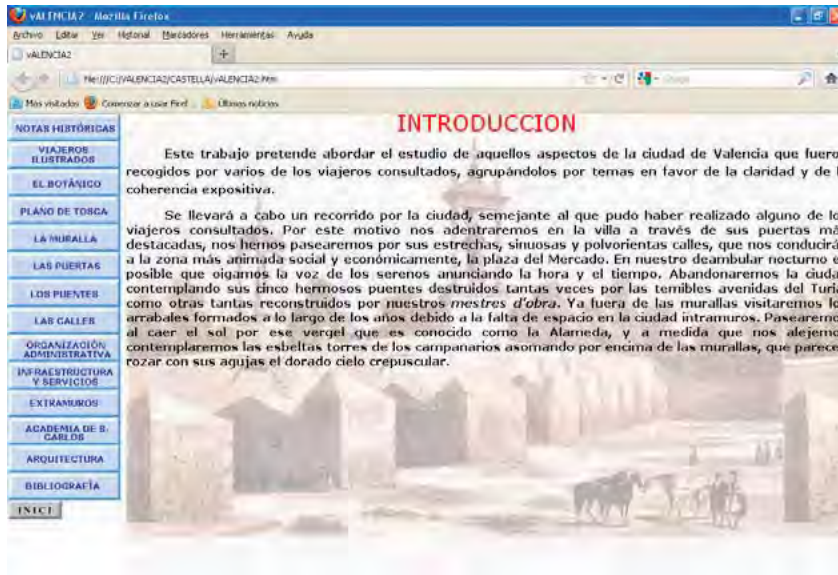 vALENCIA2 - Mozilla Firefox
Archivo Editar Ver Historial Marcadores Herramientas Ayuda
vALENCIA2 +
file:///C:/VALENCIA2/CASTELLA/vALENCIA2.htm
Más visitados Comenzar a usar Firef... Últimas noticias
NOTAS HISTÓRICAS
VIAJEROS
ILUSTRADOS
EL BOTÁNICO
PLANO DE TOSCA
LA MURALLA
LAS PUERTAS
LOS PUENTES
LAS CALLES
ORGANIZACIÓN
ADMINISTRATIVA
INFRAESTRUCTURA
Y SERVICIOS
EXTRAMUROS
ACADEMIA DE S.
CARLOS
ARQUITECTURA
BIBLIOGRAFÍA
INICI
INTRODUCCION
Este trabajo pretende abordar el estudio de aquellos aspectos de la ciudad de Valencia que fuero
recogidos por varios de los viajeros consultados, agrupándolos por temas en favor de la claridad y de l
coherencia expositiva.
Se llevará a cabo un recorrido por la ciudad, semejante al que pudo haber realizado alguno de lo
viajeros consultados. Por este motivo nos adentraremos en la villa a través de sus puertas má
destacadas, nos hemos pasearemos por sus estrechas, sinuosas y polvorientas calles, que nos conducirá
a la zona más animada social y económicamente, la plaza del Mercado. En nuestro deambular nocturno e
posible que oigamos la voz de los serenos anunciando la hora y el tiempo. Abandonaremos la ciuda
contemplando sus cinco hermosos puentes destruidos tantas veces por las temibles avenidas del Turi
como otras tantas reconstruidos por nuestros mestres d'obra. Ya fuera de las murallas visitaremos lo
arrabales formados a lo largo de los años debido a la falta de espacio en la ciudad intramuros. Pasearem
al caer el sol por ese vergel que es conocido como la Alameda, y a medida que nos alejemo
contemplaremos las esbeltas torres de los campanarios asomando por encima de las murallas, que parece
rozar con sus agujas el dorado cielo crepuscular.